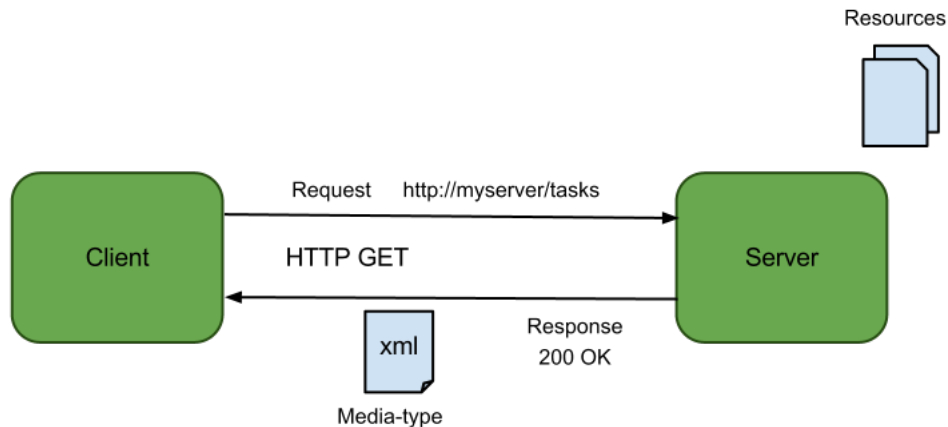 Resources
Request http://myserver/tasks
Client
HTTP GET
Server
Response
200 OK
xml
Media-type